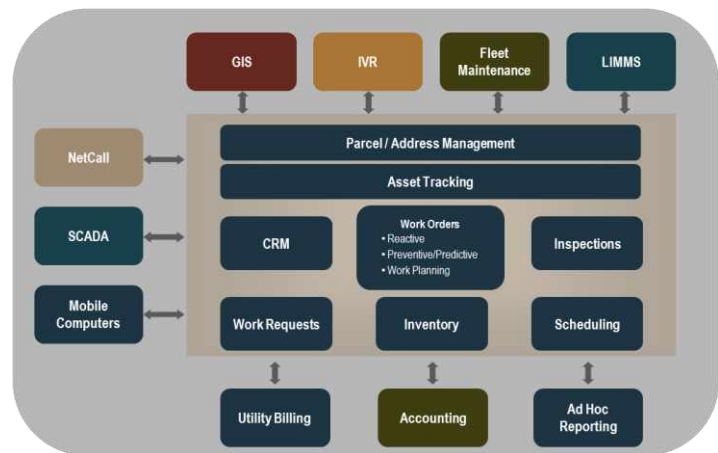 GIS
IVR
Fleet
Maintenance
LIMMS
NetCall
Parcel / Address Management
Asset Tracking
SCADA
CRM
Work Orders
• Reactive
• Preventive/Predictive
• Work Planning
Inspections
Mobile
Computers
Work Requests
Inventory
Scheduling
Utility Billing
Accounting
Ad Hoc
Reporting